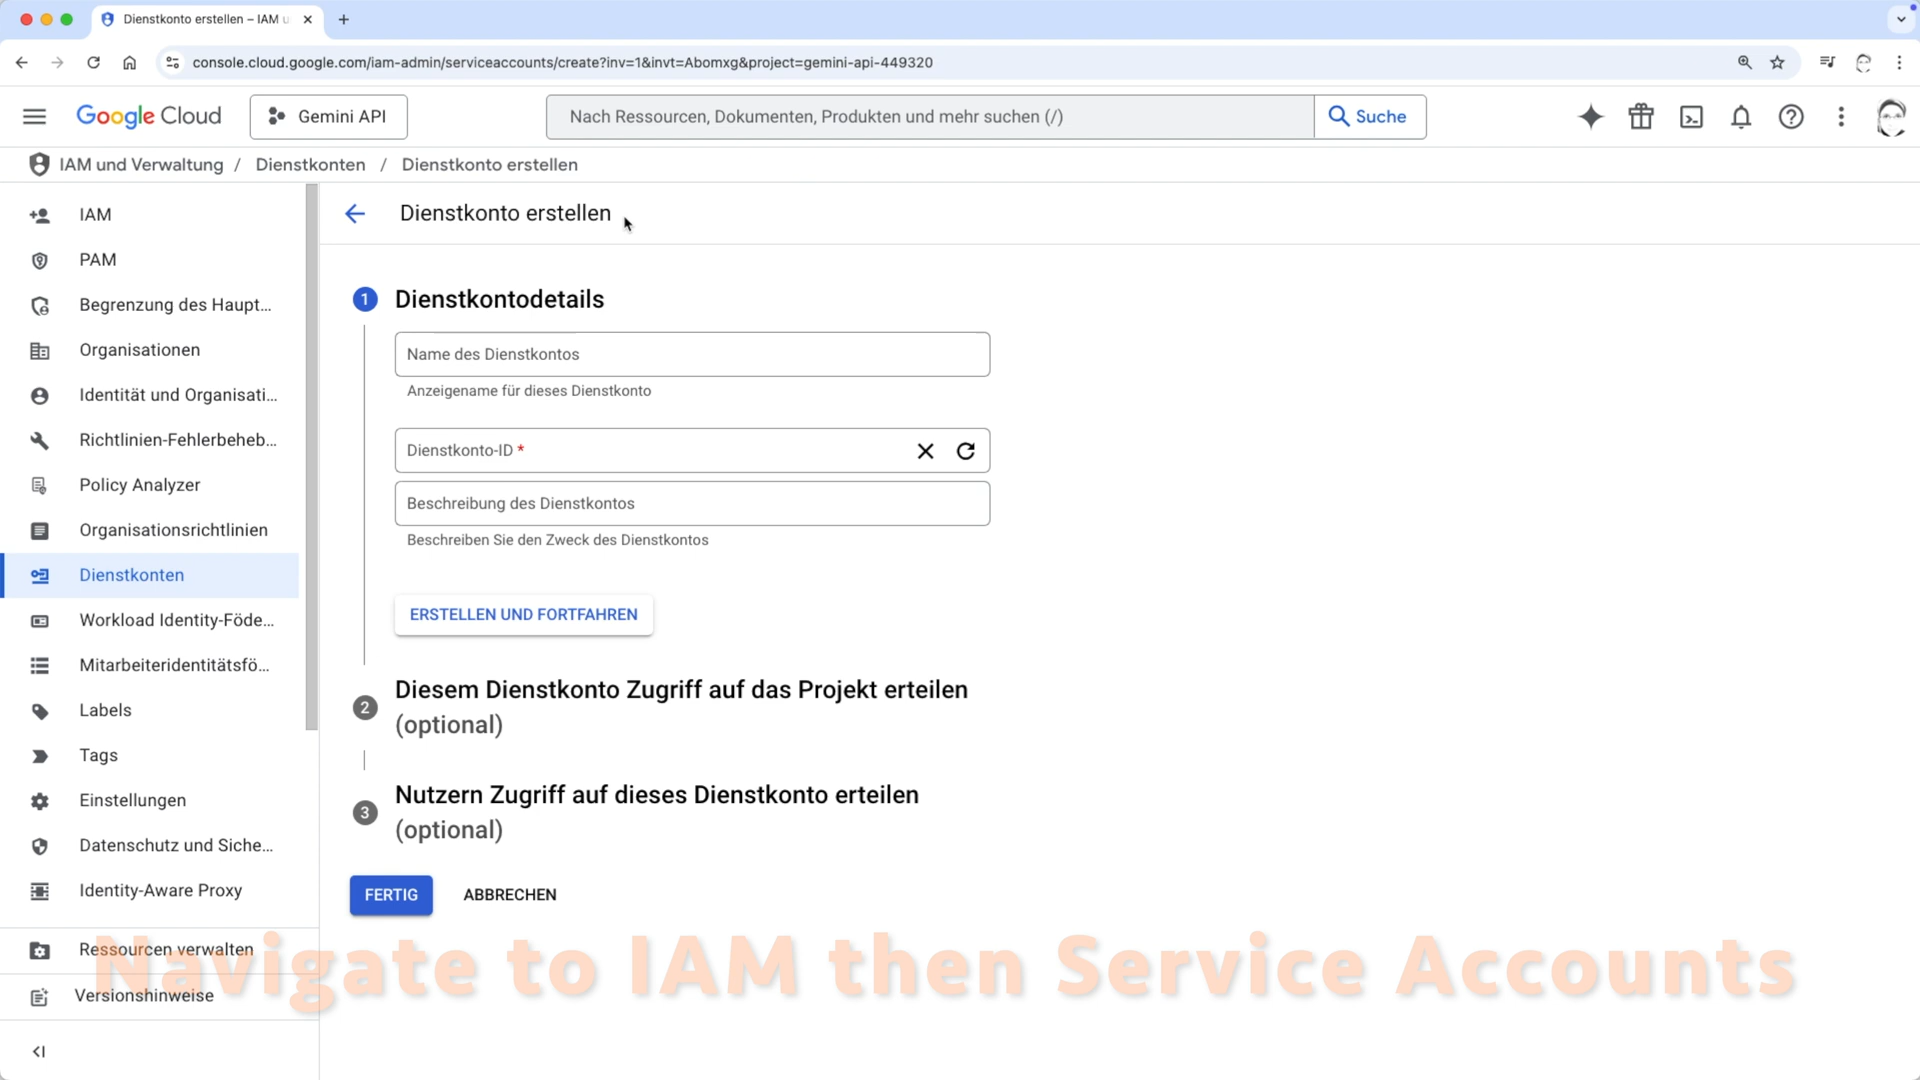 Dienstkonto erstellen – IAM u
console.cloud.google.com/iam-admin/serviceaccounts/create?inv=1&invt=Abomxg&project=gemini-api-449320
Google Cloud
Gemini API
Nach Ressourcen, Dokumenten, Produkten und mehr suchen (/)
Suche
IAM und Verwaltung / Dienstkonten / Dienstkonto erstellen
IAM
PAM
Begrenzung des Haupt...
Organisationen
Identität und Organisati...
Richtlinien-Fehlerbeheb...
Policy Analyzer
Organisationsrichtlinien
Dienstkonten
Workload Identity-Föde...
Mitarbeiteridentitätsfö...
Labels
Tags
Einstellungen
Datenschutz und Siche...
Identity-Aware Proxy
Ressourcen verwalten
Versionshinweise
Dienstkonto erstellen
1 Dienstkontodetails
Name des Dienstkontos
Anzeigename für dieses Dienstkonto
Dienstkonto-ID *
Beschreibung des Dienstkontos
Beschreiben Sie den Zweck des Dienstkontos
ERSTELLEN UND FORTFAHREN
2 Diesem Dienstkonto Zugriff auf das Projekt erteilen
(optional)
3 Nutzern Zugriff auf dieses Dienstkonto erteilen
(optional)
FERTIG
ABBRECHEN
Navigate to IAM then Service Accounts